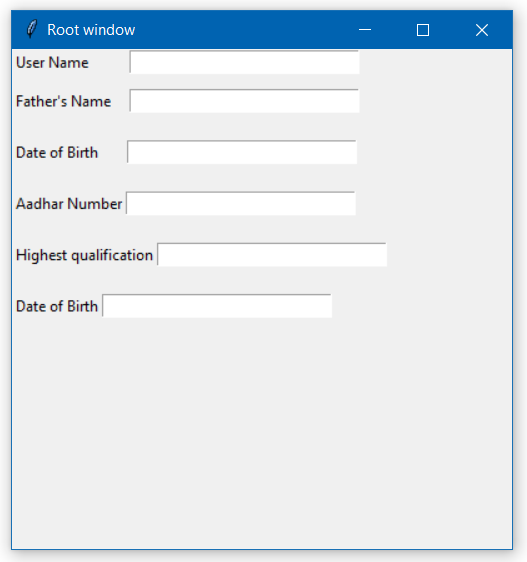 Root window
User Name
Father's Name
Date of Birth
Aadhar Number
Highest qualification
Date of Birth